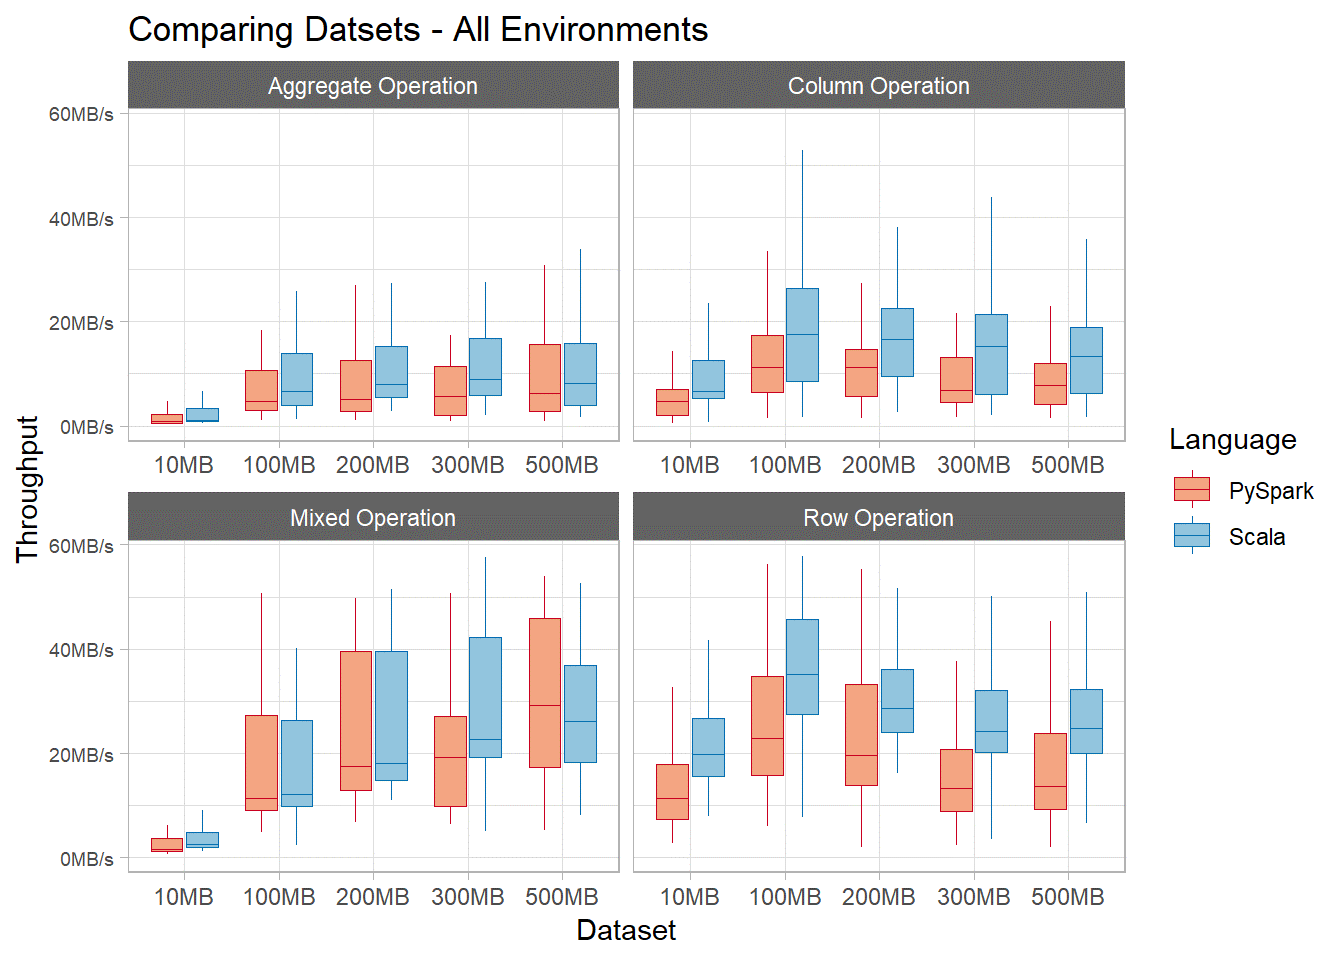 Comparing Datsets - All Environments
Aggregate Operation
Column Operation
60MB/s
40MB/s
20MB/s
0MB/s
10MB 100MB 200MB 300MB 500MB
10MB 100MB 200MB 300MB 500MB
Mixed Operation
Row Operation
60MB/s
40MB/s
20MB/s
0MB/s
10MB 100MB 200MB 300MB 500MB
10MB 100MB 200MB 300MB 500MB
Throughput
Dataset
Language
PySpark
Scala